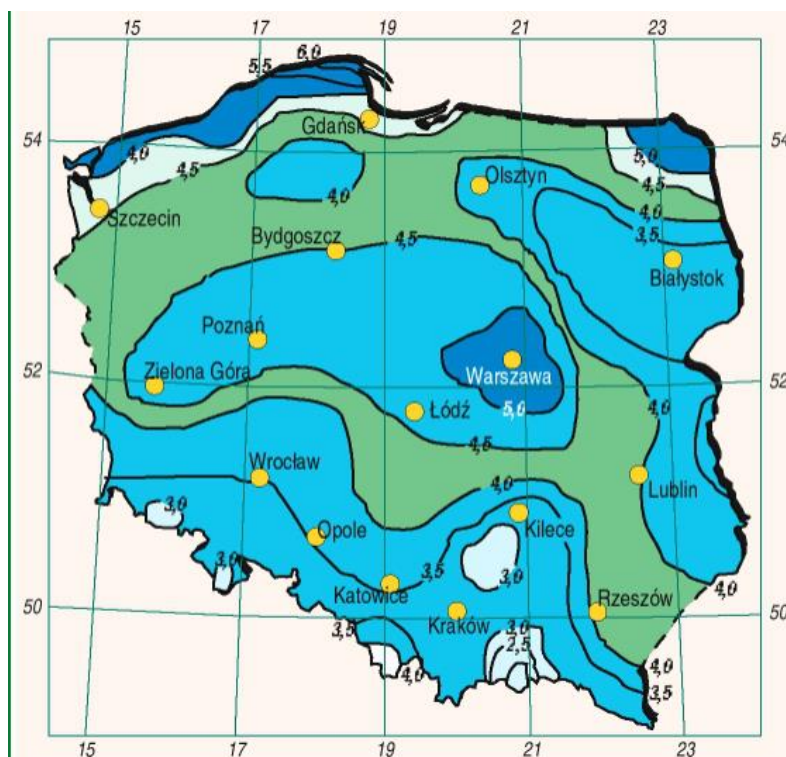 15 17 19 21 23
6,0
5,5
54
Gdańsk
4,0
4,5
4,0
Olsztyn
5,0
4,5
4,0
3,5
54
Szczecin
Bydgoszcz
4,5
Białystok
Poznań
52
Zielona Góra
Warszawa
52
Łódź
5,0
4,0
4,5
Wrocław
4,0
Lublin
3,0
Opole
Kilece
3,0
3,5
3,0
Katowice
4,0
50
Kraków
Rzeszów
50
3,5
3,0
2,5
4,0
4,0
3,5
15 17 19 21 23